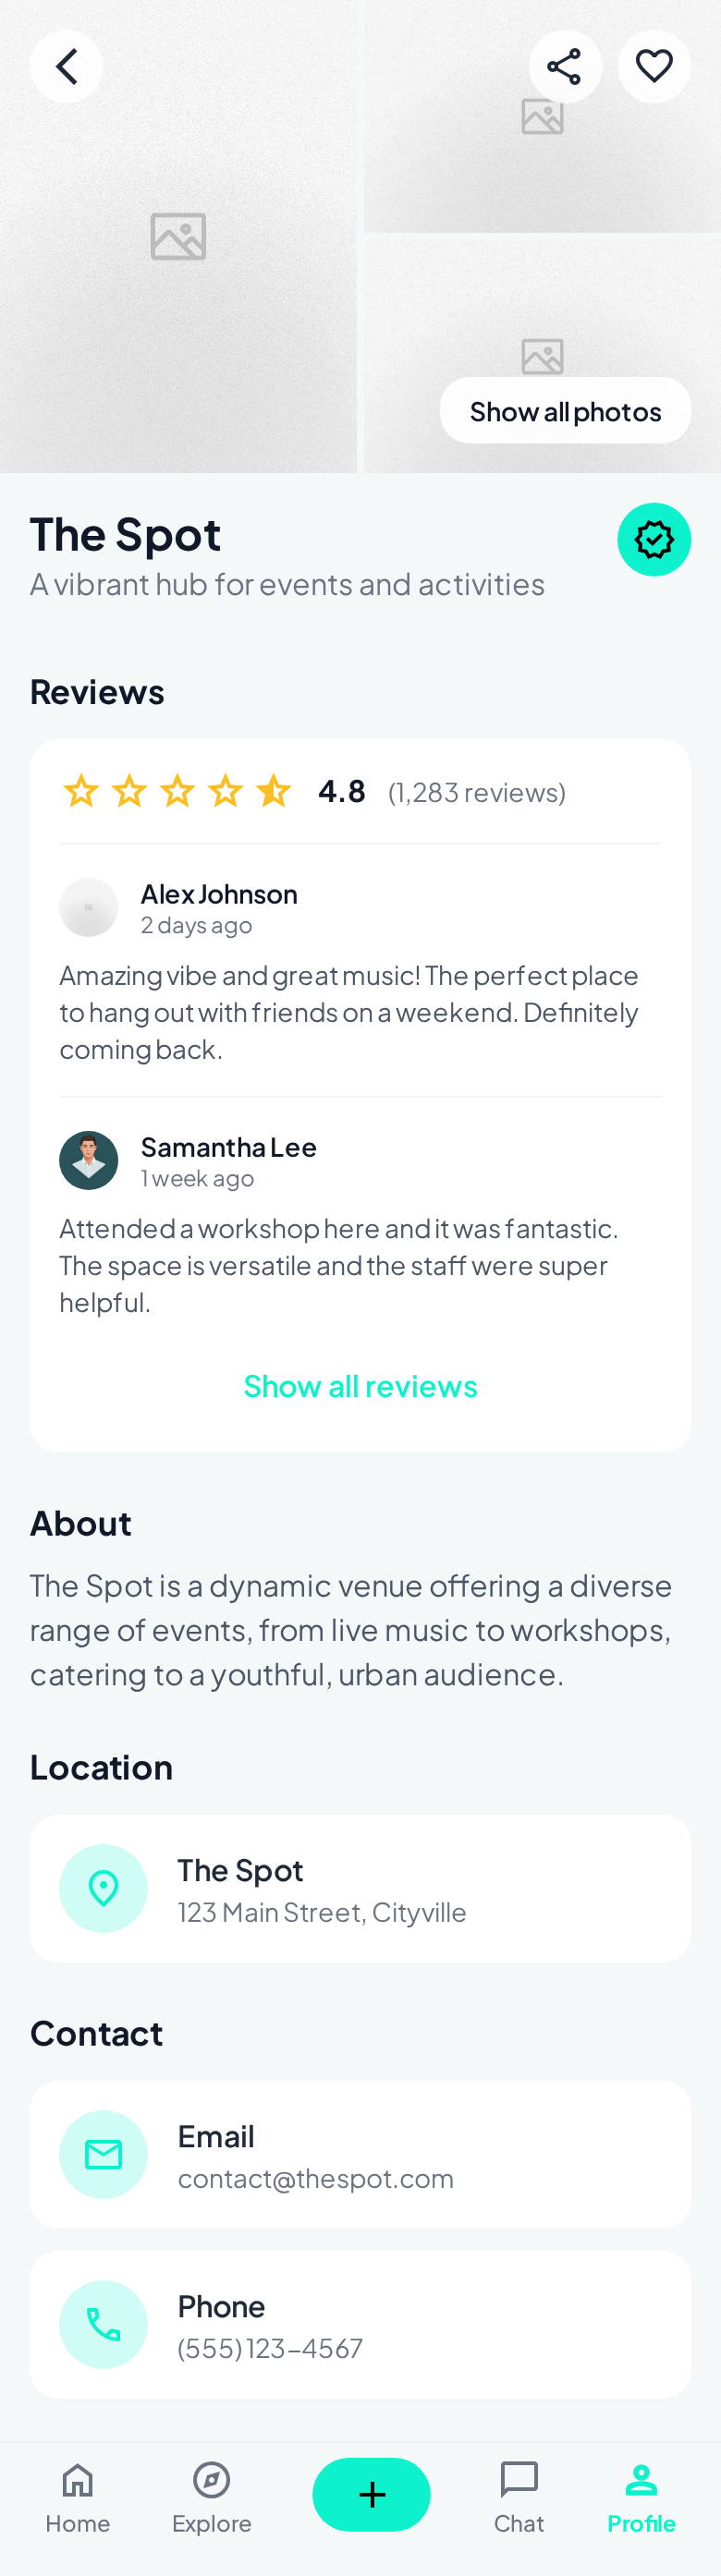 Show all photos
The Spot
A vibrant hub for events and activities
Reviews
4.8 (1,283 reviews)
Alex Johnson
2 days ago
Amazing vibe and great music! The perfect place
to hang out with friends on a weekend. Definitely
coming back.
Samantha Lee
1 week ago
Attended a workshop here and it was fantastic.
The space is versatile and the staff were super
helpful.
Show all reviews
About
The Spot is a dynamic venue offering a diverse
range of events, from live music to workshops,
catering to a youthful, urban audience.
Location
The Spot
123 Main Street, Cityville
Contact
Email
contact@thespot.com
Phone
(555) 123-4567
Home Explore Chat Profile